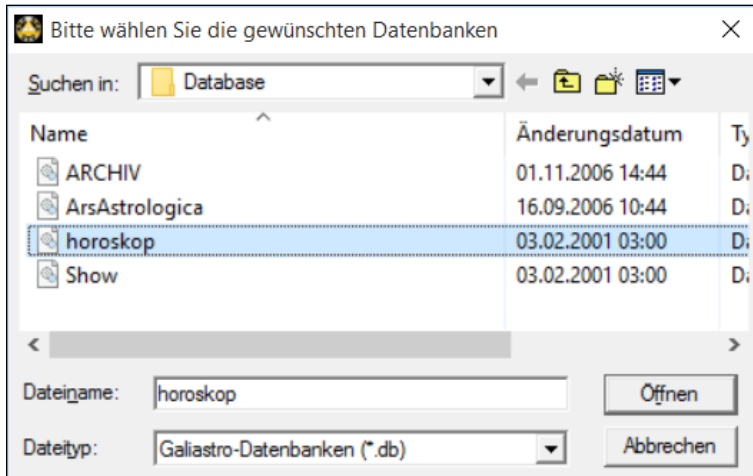 Bitte wählen Sie die gewünschten Datenbanken
Suchen in: Database
Name Änderungsdatum
ARCHIV 01.11.2006 14:44
ArsAstrologica 16.09.2006 10:44
horoskop 03.02.2001 03:00
Show 03.02.2001 03:00
Dateiname: horoskop Öffnen
Dateityp: Galiastro-Datenbanken (*.db) Abbrechen